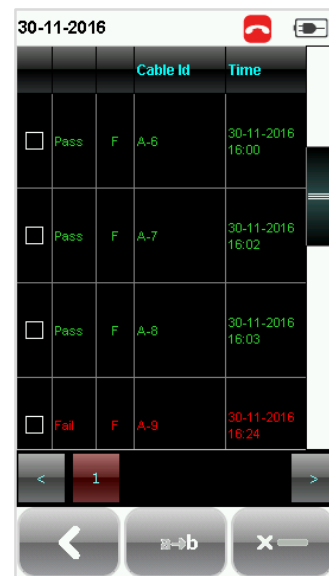 30-11-2016
Cable Id Time
Pass F A-6 30-11-2016
16:00
Pass F A-7 30-11-2016
16:02
Pass F A-8 30-11-2016
16:03
Fail F A-9 30-11-2016
16:24
< 1 >
b